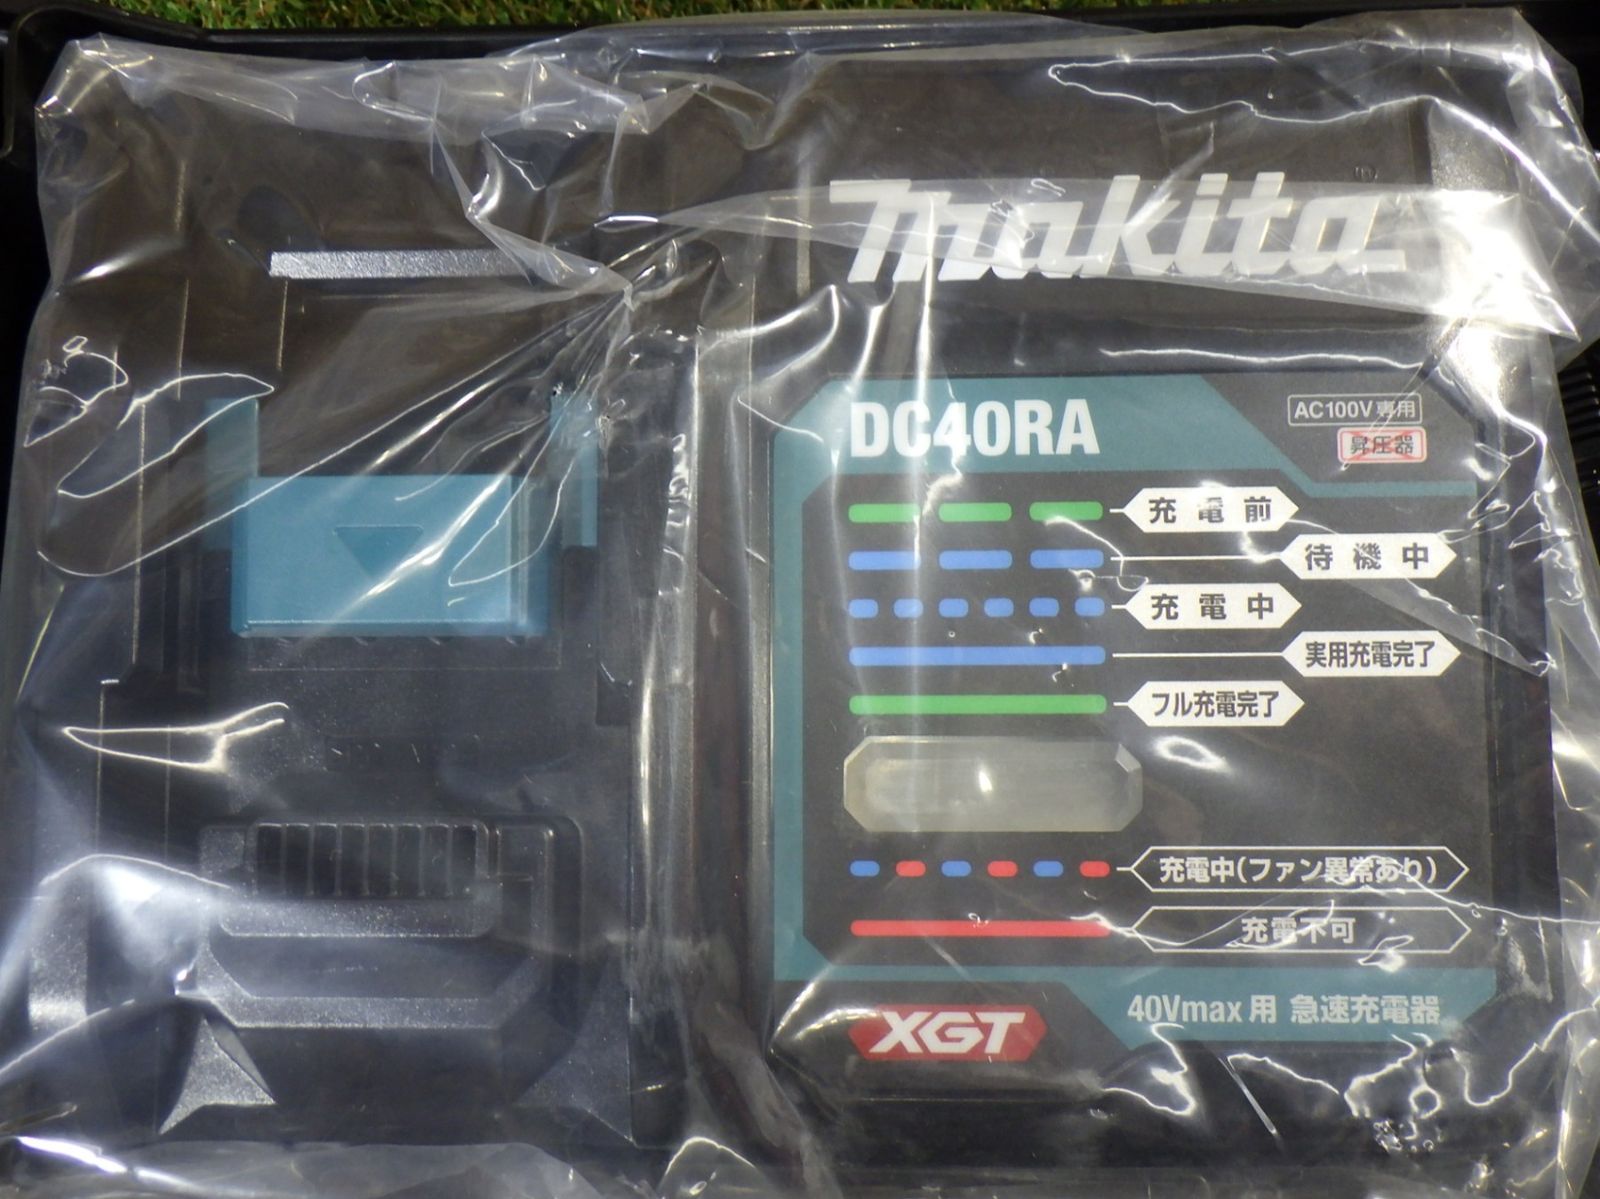 makita
DC40RA
AC100V専用
昇圧器
充電前
待機中
充電中
実用充電完了
フル充電完了
充電中(ファン異常あり)
充電不可
XGT
40Vmax用 急速充電器